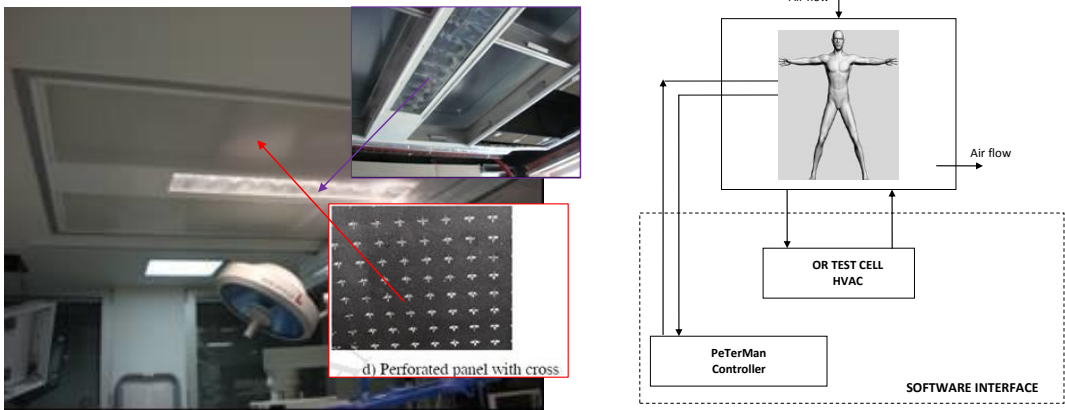 d) Perforated panel with cross
Air flow
Air flow
OR TEST CELL
HVAC
PeTerMan
Controller
SOFTWARE INTERFACE